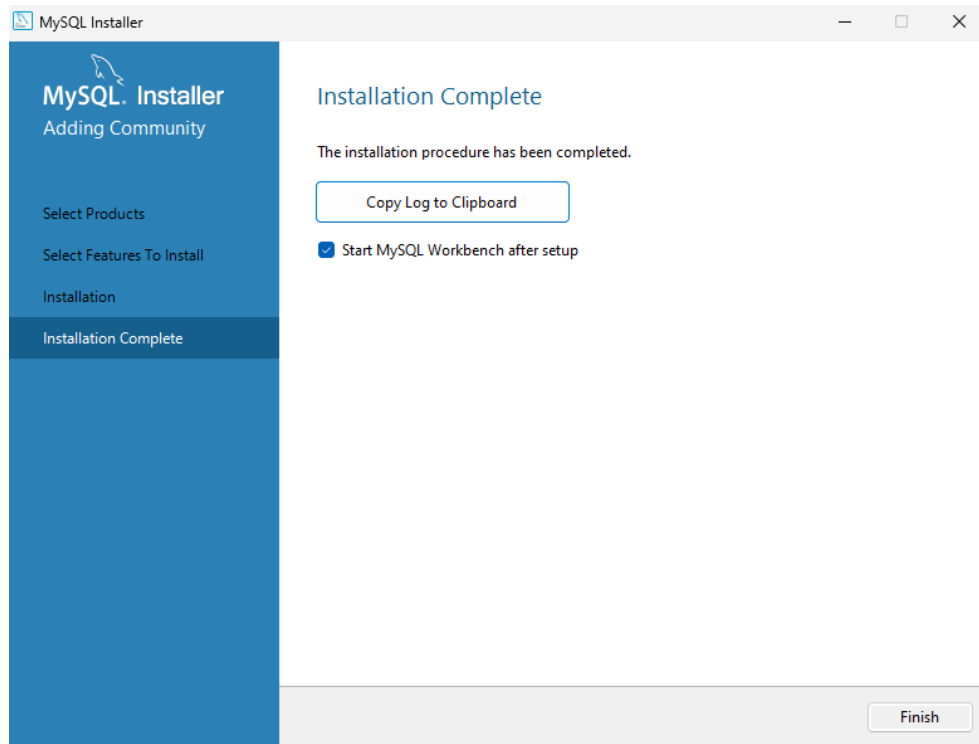 MySQL Installer
MySQL. Installer
Adding Community
Select Products
Select Features To Install
Installation
Installation Complete
Installation Complete
The installation procedure has been completed.
Copy Log to Clipboard
Start MySQL Workbench after setup
Finish